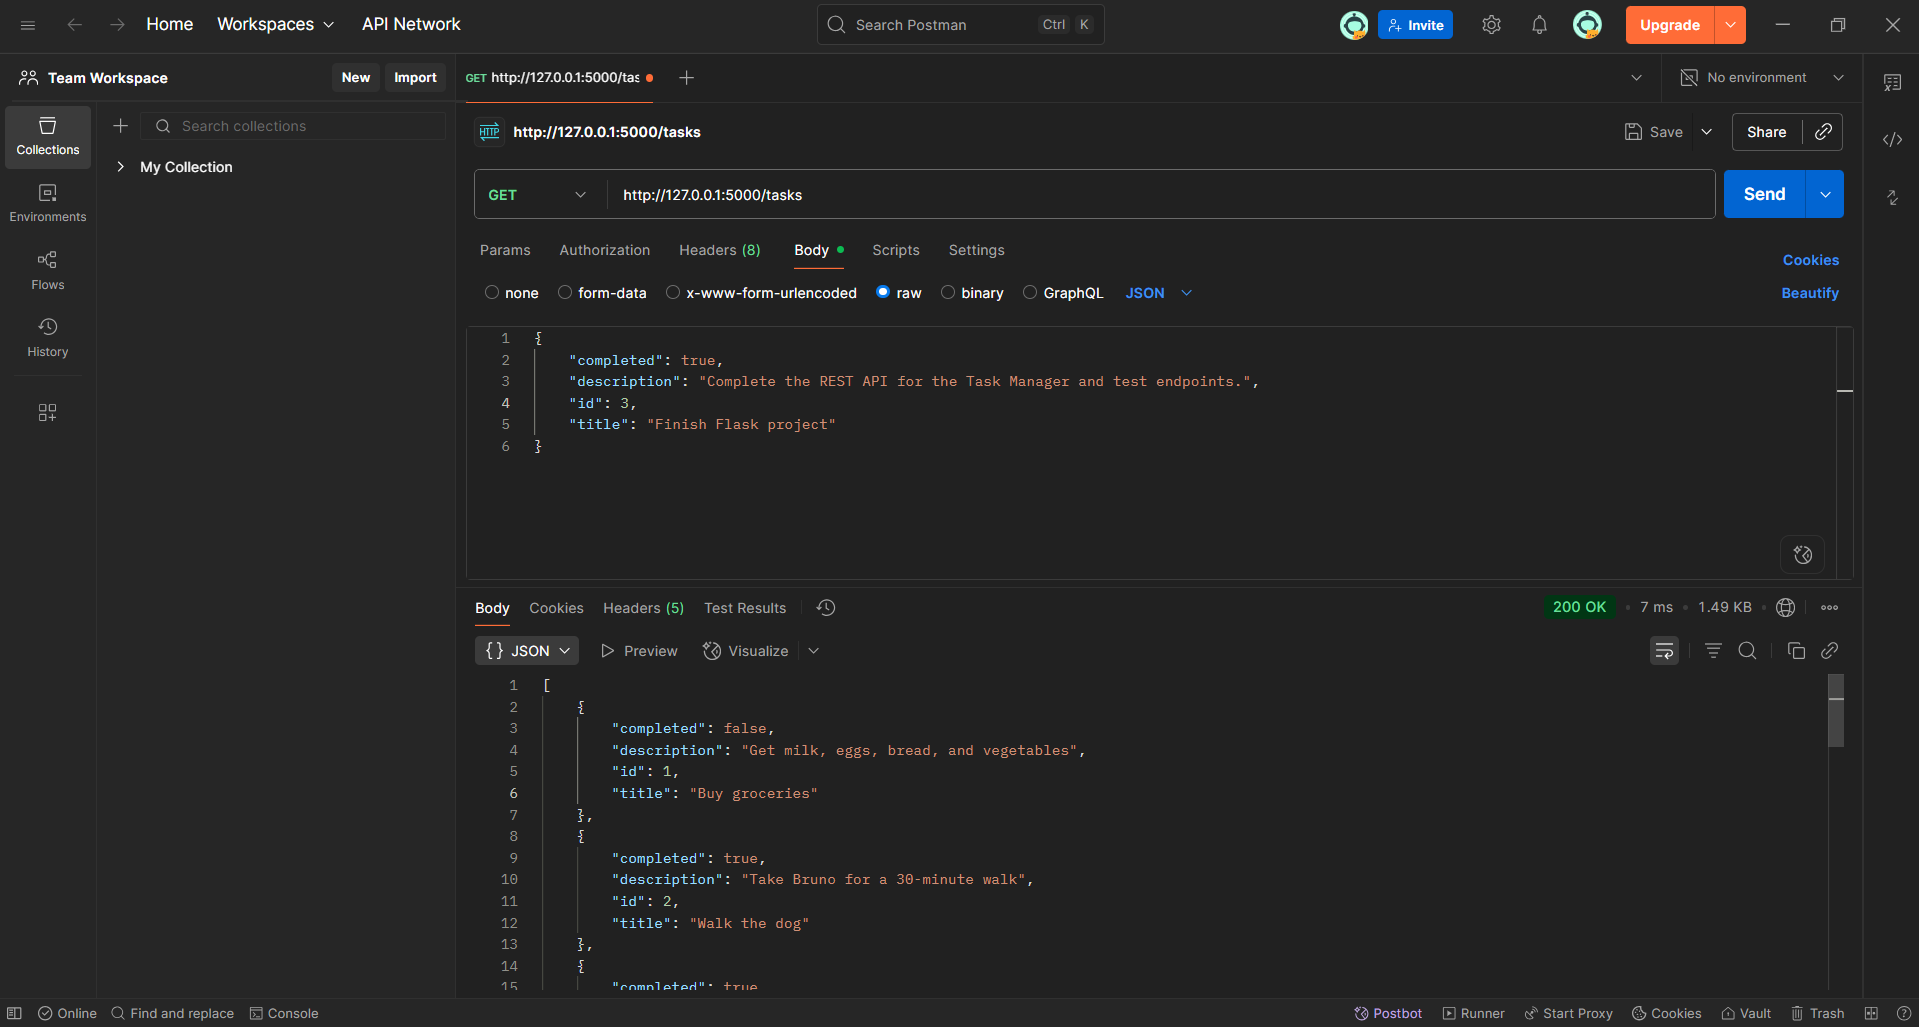 Home Workspaces API Network Search Postman Ctrl K Invite Upgrade
Team Workspace New Import GET http://127.0.0.1:5000/tas No environment
Collections
Environments
Flows
History
Search collections
My Collection
HTTP http://127.0.0.1:5000/tasks Save Share
GET http://127.0.0.1:5000/tasks Send
Params Authorization Headers (8) Body Scripts Settings
Cookies
none form-data x-www-form-urlencoded raw binary GraphQL JSON Beautify
1 {
2 "completed": true,
3 "description": "Complete the REST API for the Task Manager and test endpoints.",
4 "id": 3,
5 "title": "Finish Flask project"
6 }
Body Cookies Headers (5) Test Results 200 OK • 7 ms • 1.49 KB
{} JSON Preview Visualize
1 [
2 {
3 "completed": false,
4 "description": "Get milk, eggs, bread, and vegetables",
5 "id": 1,
6 "title": "Buy groceries"
7 },
8 {
9 "completed": true,
10 "description": "Take Bruno for a 30-minute walk",
11 "id": 2,
12 "title": "Walk the dog"
13 },
14 {
15 "completed": true
Online Find and replace Console Postbot Runner Start Proxy Cookies Vault Trash